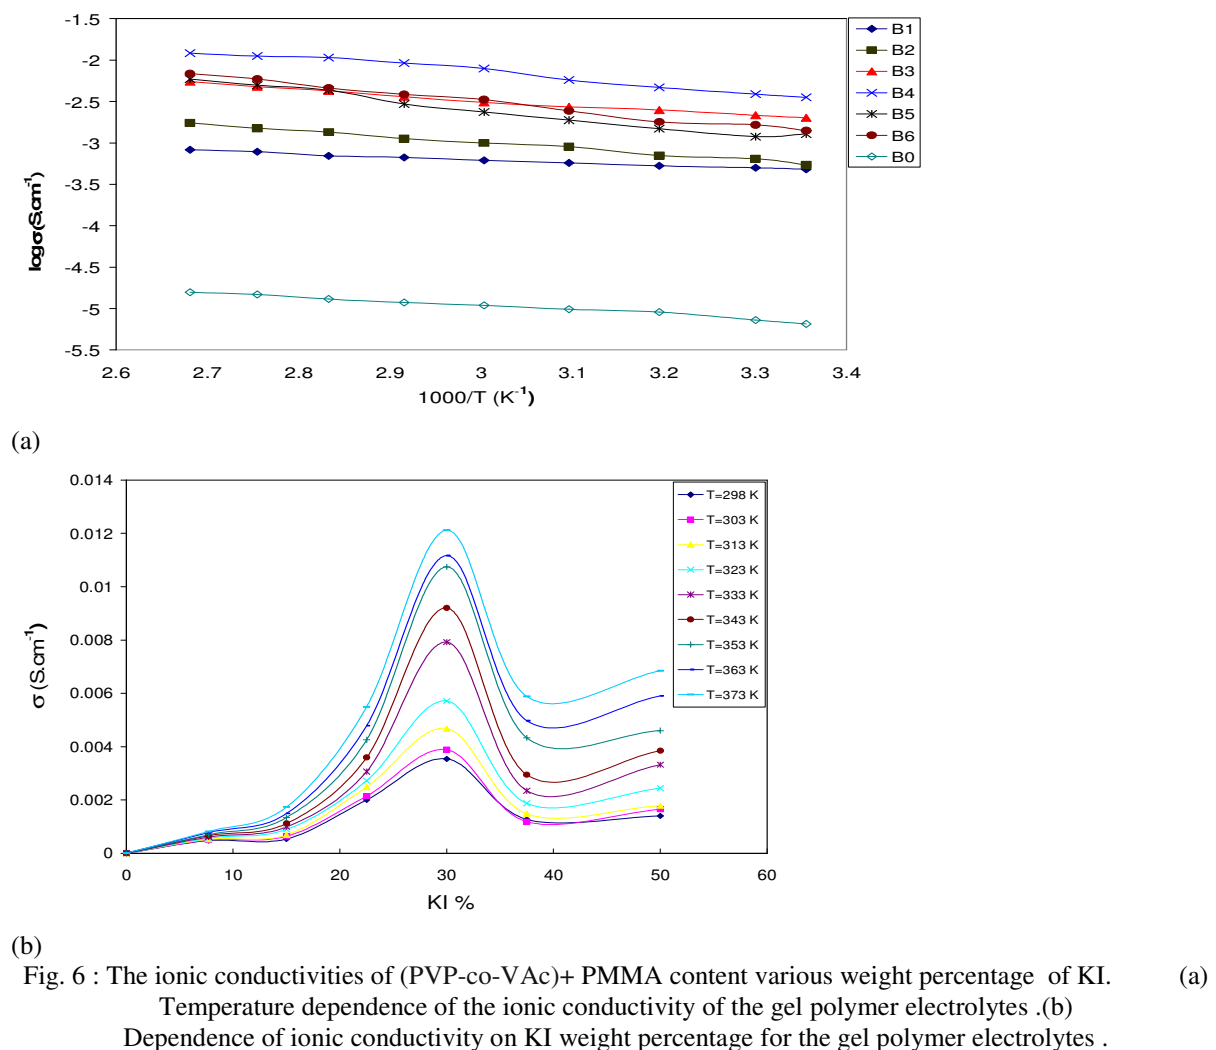 -1.5
-2
-2.5
-3
-3.5
-4
-4.5
-5
-5.5
logσ(S.cm⁻¹)
2.6 2.7 2.8 2.9 3 3.1 3.2 3.3 3.4
1000/T (K⁻¹)
B1
B2
B3
B4
B5
B6
B0
(a)
0.014
0.012
0.01
0.008
0.006
0.004
0.002
0
σ (S.cm⁻¹)
0 10 20 30 40 50 60
KI %
T=298 K
T=303 K
T=313 K
T=323 K
T=333 K
T=343 K
T=353 K
T=363 K
T=373 K
(b)
Fig. 6 : The ionic conductivities of (PVP-co-VAc)+ PMMA content various weight percentage of KI. (a)
Temperature dependence of the ionic conductivity of the gel polymer electrolytes .(b)
Dependence of ionic conductivity on KI weight percentage for the gel polymer electrolytes .